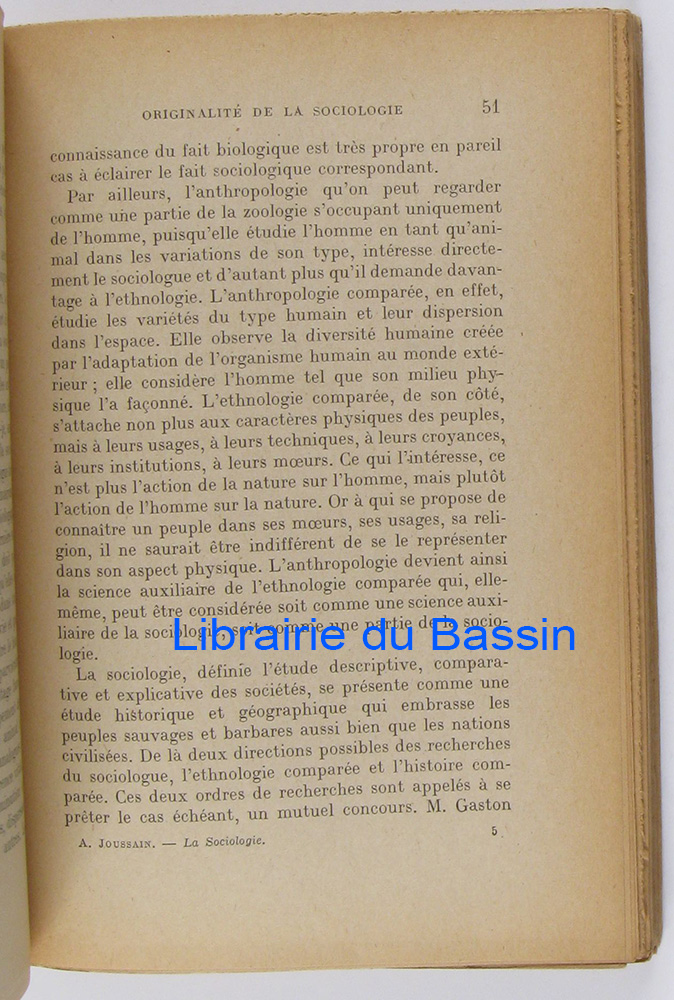 ORIGINALITÉ DE LA SOCIOLOGIE 51
connaissance du fait biologique est très propre en pareil
cas à éclairer le fait sociologique correspondant.
Par ailleurs, l'anthropologie qu'on peut regarder
comme une partie de la zoologie s'occupant uniquement
de l'homme, puisqu'elle étudie l'homme en tant qu'ani-
mal dans les variations de son type, intéresse directe-
ment le sociologue et d'autant plus qu'il demande davan-
tage à l'ethnologie. L'anthropologie comparée, en effet,
étudie les variétés du type humain et leur dispersion
dans l'espace. Elle observe la diversité humaine créée
par l'adaptation de l'organisme humain au monde exté-
rieur ; elle considère l'homme tel que son milieu phy-
sique l'a façonné. L'ethnologie comparée, de son côté,
s'attache non plus aux caractères physiques des peuples,
mais à leurs usages, à leurs techniques, à leurs croyances,
à leurs institutions, à leurs mœurs. Ce qui l'intéresse, ce
n'est plus l'action de la nature sur l'homme, mais plutôt
l'action de l'homme sur la nature. Or à qui se propose de
connaître un peuple dans ses mœurs, ses usages, sa reli-
gion, il ne saurait être indifférent de se le représenter
dans son aspect physique. L'anthropologie devient ainsi
la science auxiliaire de l'ethnologie comparée qui, elle-
même, peut être considérée soit comme une science auxi-
liaire de la sociologie, soit comme une partie de la socio-
logie.
Librairie du Bassin
La sociologie, définie l'étude descriptive, compara-
tive et explicative des sociétés, se présente comme une
étude historique et géographique qui embrasse les
peuples sauvages et barbares aussi bien que les nations
civilisées. De là deux directions possibles des recherches
du sociologue, l'ethnologie comparée et l'histoire com-
parée. Ces deux ordres de recherches sont appelés à se
prêter le cas échéant, un mutuel concours. M. Gaston
A. JOUSSAIN. — La Sociologie. 5